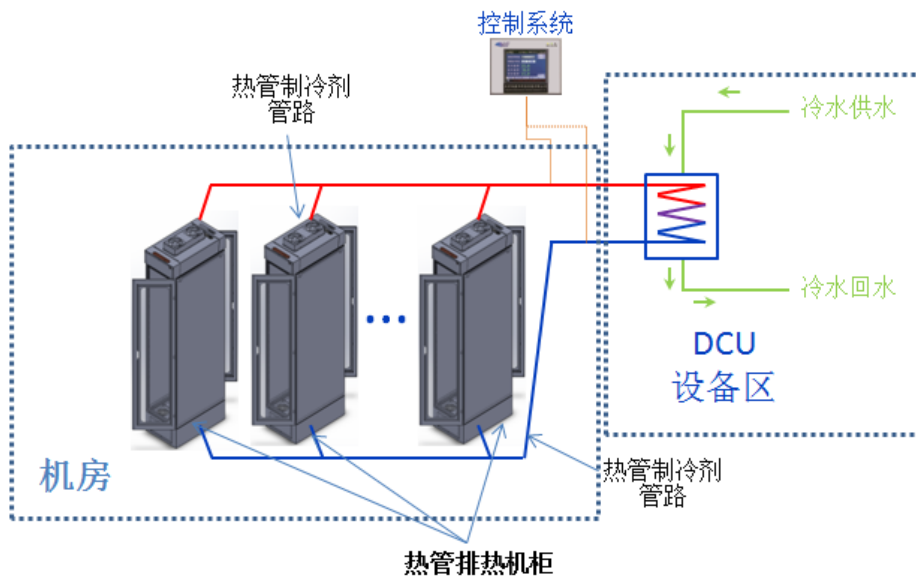 控制系统
热管制冷剂
管路
冷水供水
冷水回水
DCU
设备区
机房
热管制冷剂
管路
热管排热机柜